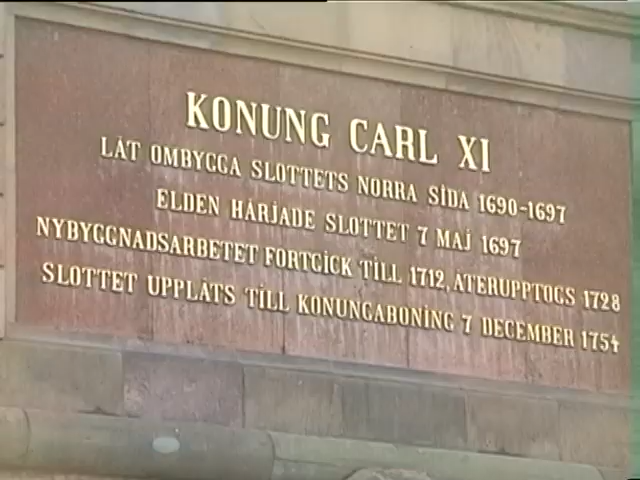 KONUNG CARL XI
LÅT OMBYGGA SLOTTETS NORRA SIDA 1690-1697
ELDEN HÄRJADE SLOTTET 7 MAJ 1697
NYBYGGNADSARBETET FORTGICK TILL 1712, ÅTERUPPTOGS 1728
SLOTTET UPPLÄTS TILL KONUNGABONING 7 DECEMBER 1754